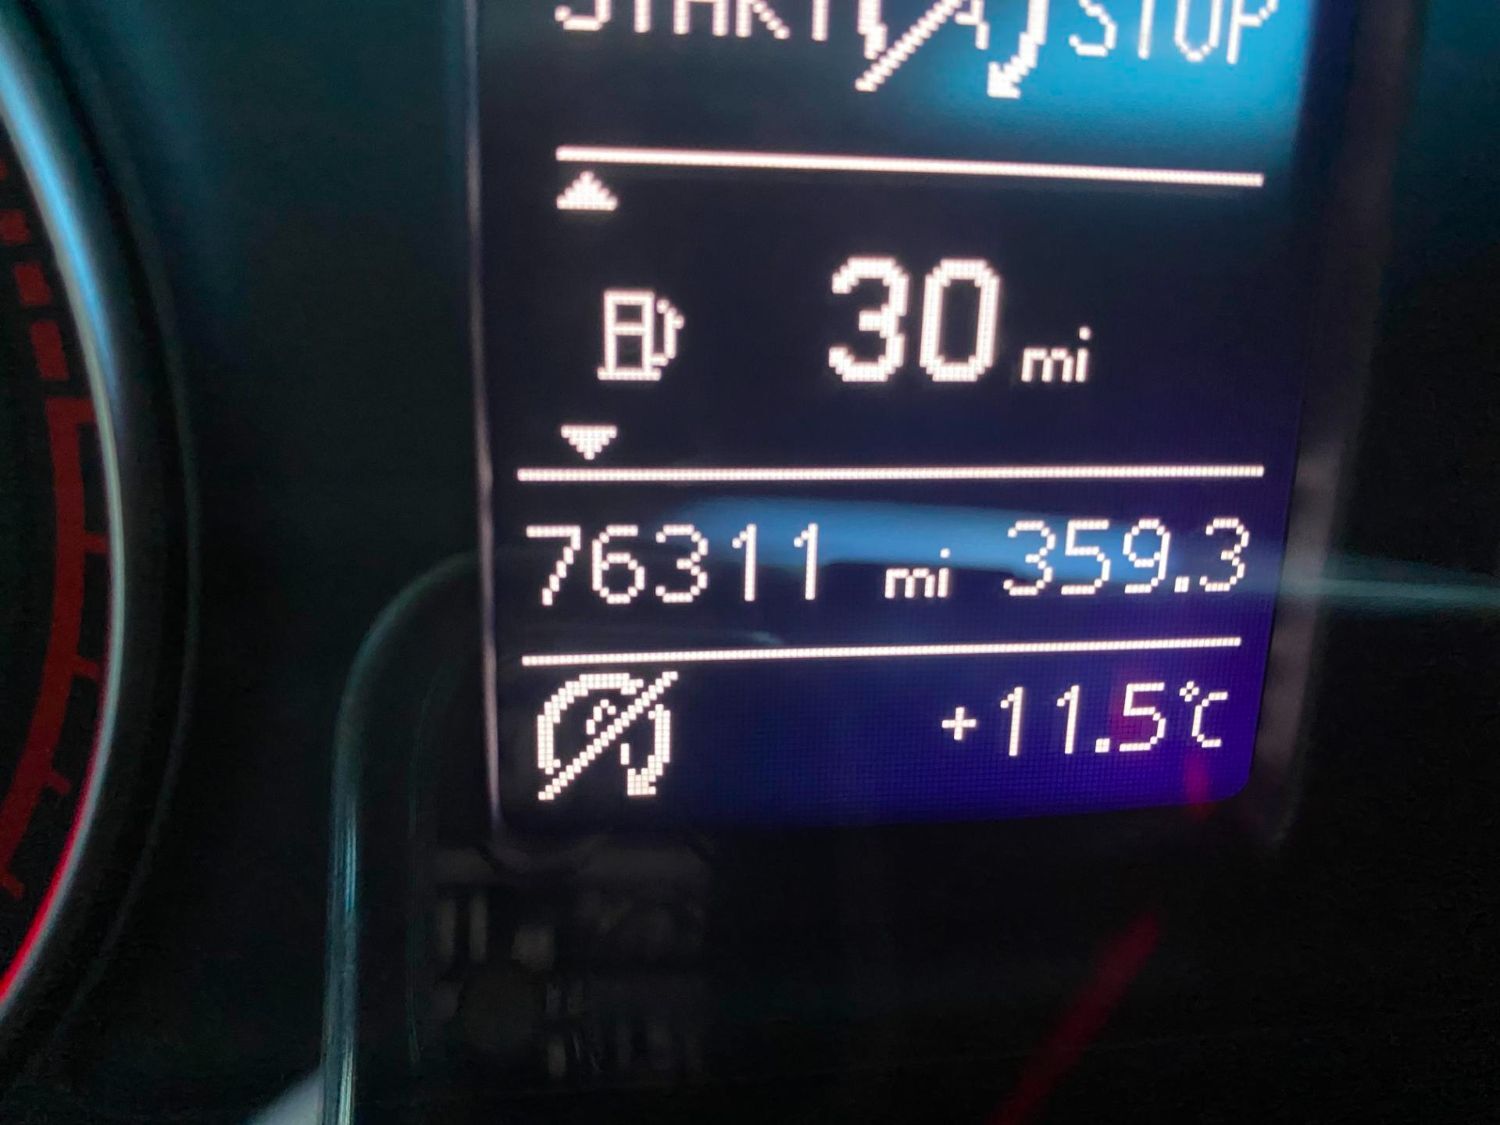 START A STOP
30 mi
76311 mi 359.3
A +11.5°C